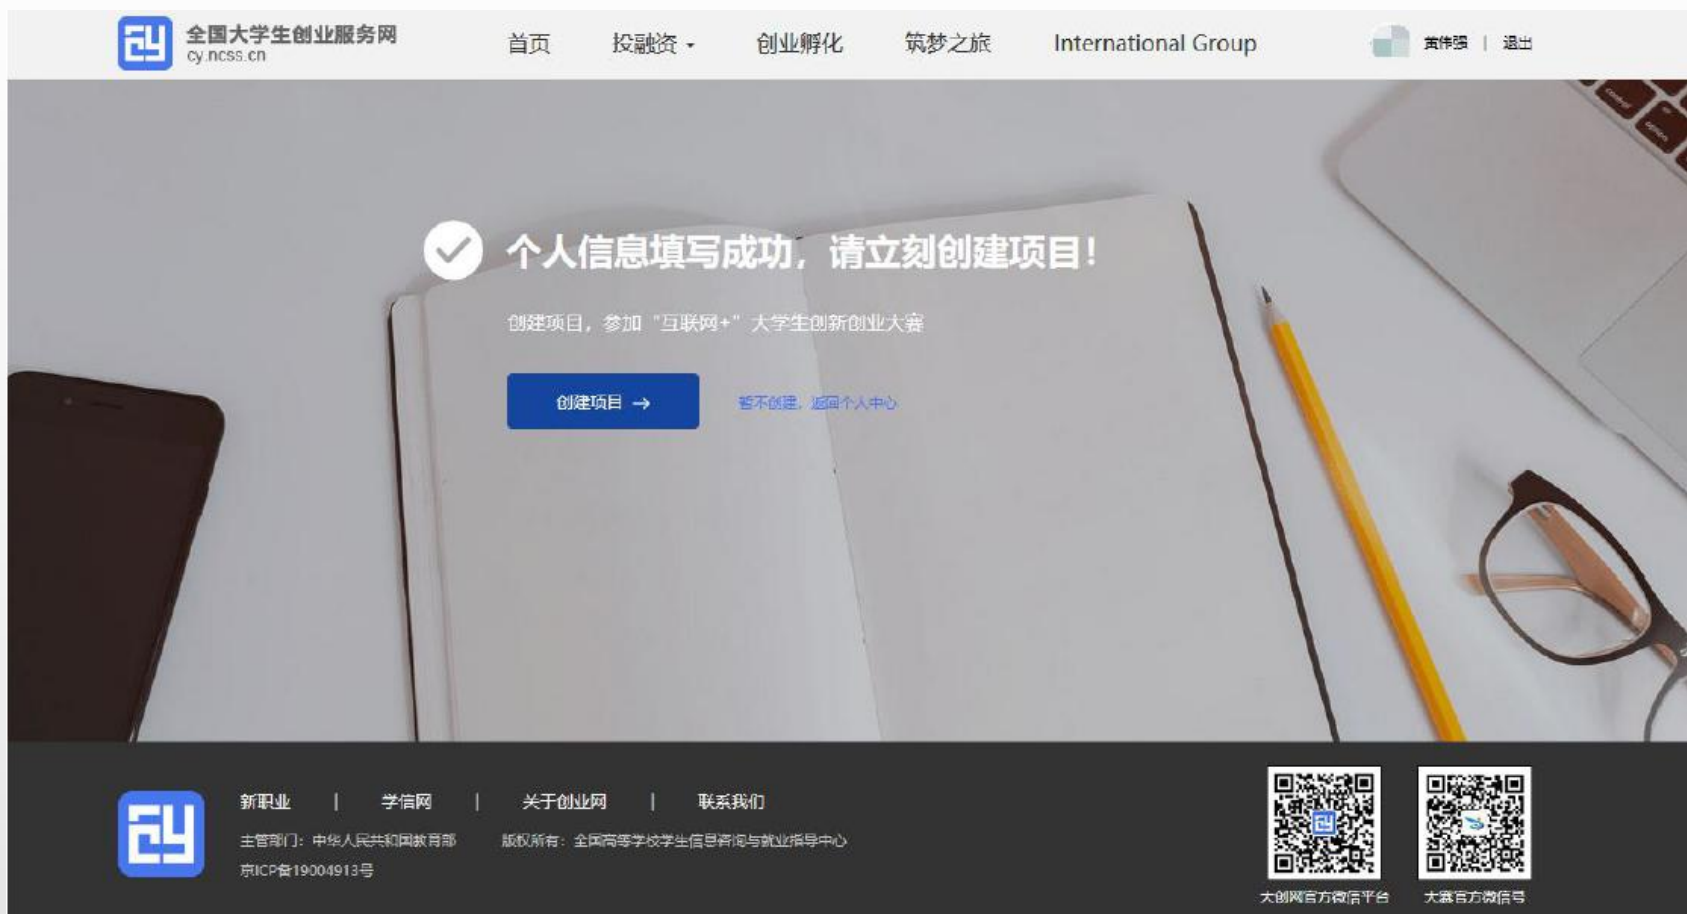 全国大学生创业服务网
cy.ncss.cn
首页 投融资 创业孵化 筑梦之旅 International Group 黄伟强 | 退出
control
option
个人信息填写成功，请立刻创建项目！
创建项目，参加“互联网+”大学生创新创业大赛
创建项目 → 暂不创建，返回个人中心
新职业 | 学信网 | 关于创业网 | 联系我们
主管部门：中华人民共和国教育部 版权所有：全国高等学校学生信息咨询与就业指导中心
京ICP备19004913号
大创网官方微信平台 大赛官方微信号